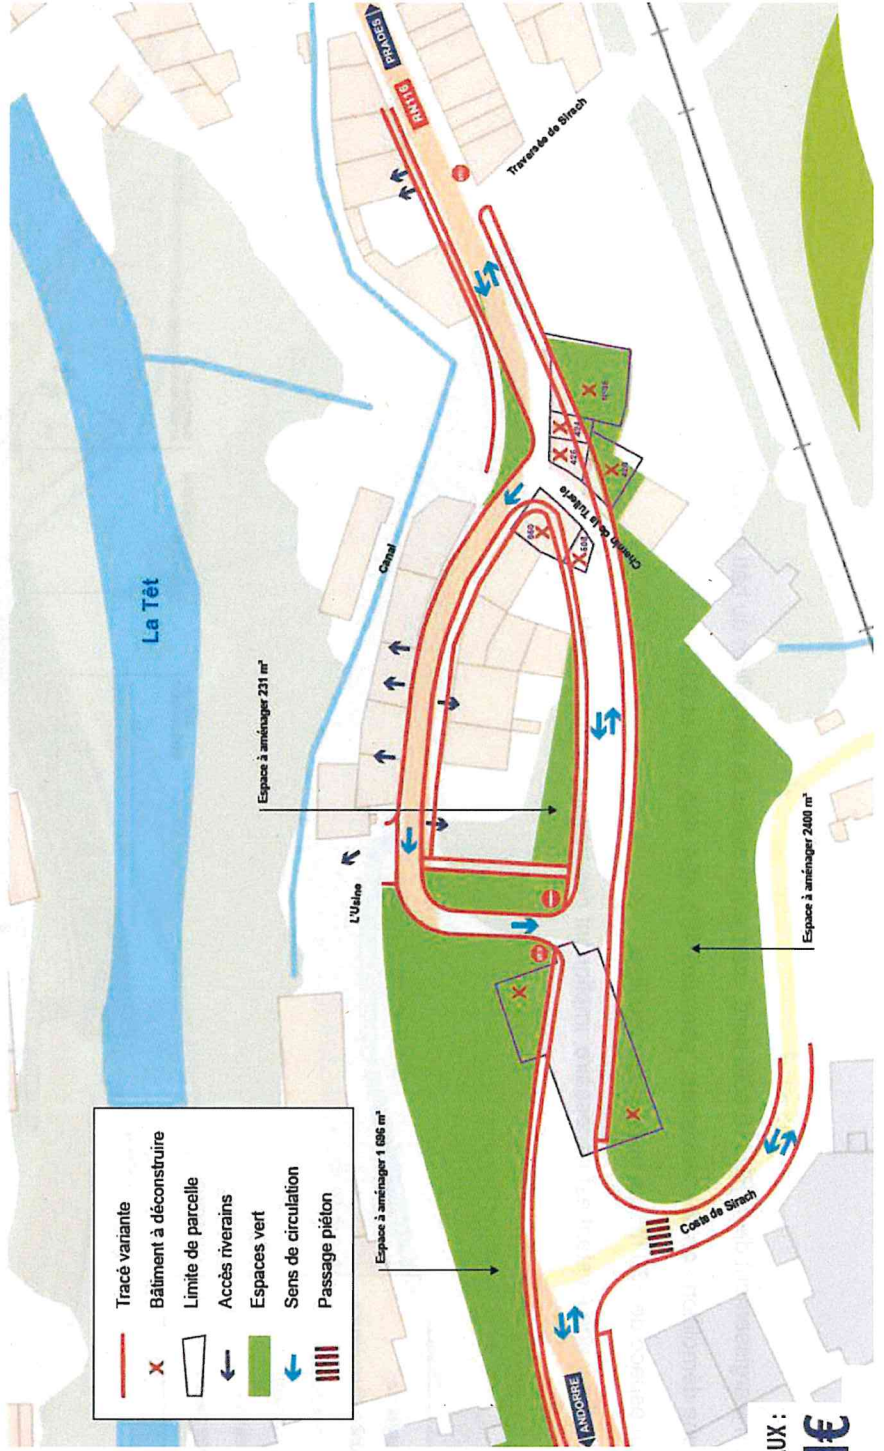 La Têt
PRADES
RN116
Traversée de Sirach
Canal
Chemin de la Tuilerie
Espace à aménager 231 m²
L'Usine
Espace à aménager 2400 m²
Espace à aménager 1 696 m²
Coste de Sirach
ANDORRE
Tracé variante
Bâtiment à déconstruire
Limite de parcelle
Accès riverains
Espaces vert
Sens de circulation
Passage piéton
UX :
€